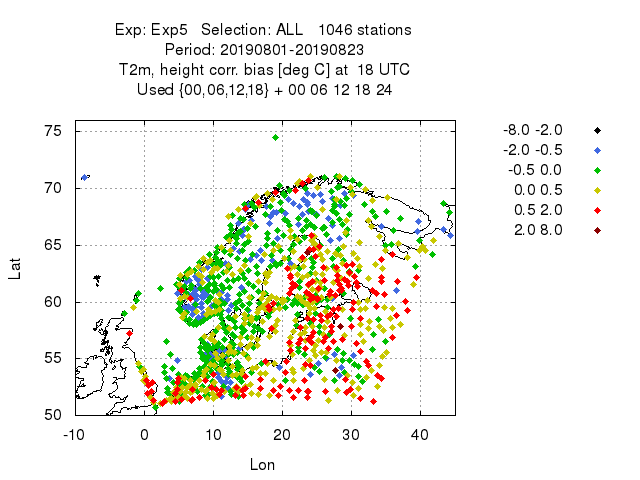 Exp: Exp5 Selection: ALL 1046 stations
Period: 20190801-20190823
T2m, height corr. bias [deg C] at 18 UTC
Used {00,06,12,18} + 00 06 12 18 24
-8.0 -2.0
-2.0 -0.5
-0.5 0.0
0.0 0.5
0.5 2.0
2.0 8.0
75
70
65
60
55
50
Lat
-10 0 10 20 30 40
Lon